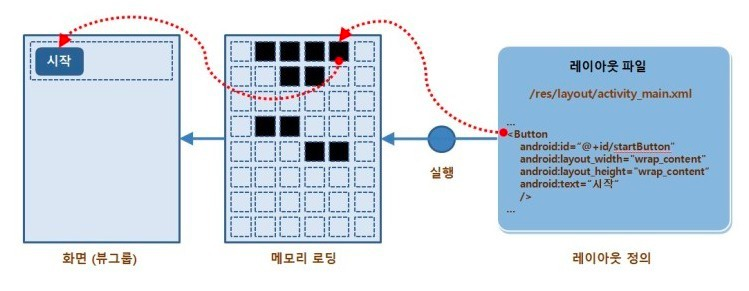 시작
레이아웃 파일
/res/layout/activity_main.xml
...
<Button
android:id="@+id/startButton"
android:layout_width="wrap_content"
android:layout_height="wrap_content"
android:text="시작"
/>
...
실행
화면 (뷰그룹)
메모리 로딩
레이아웃 정의